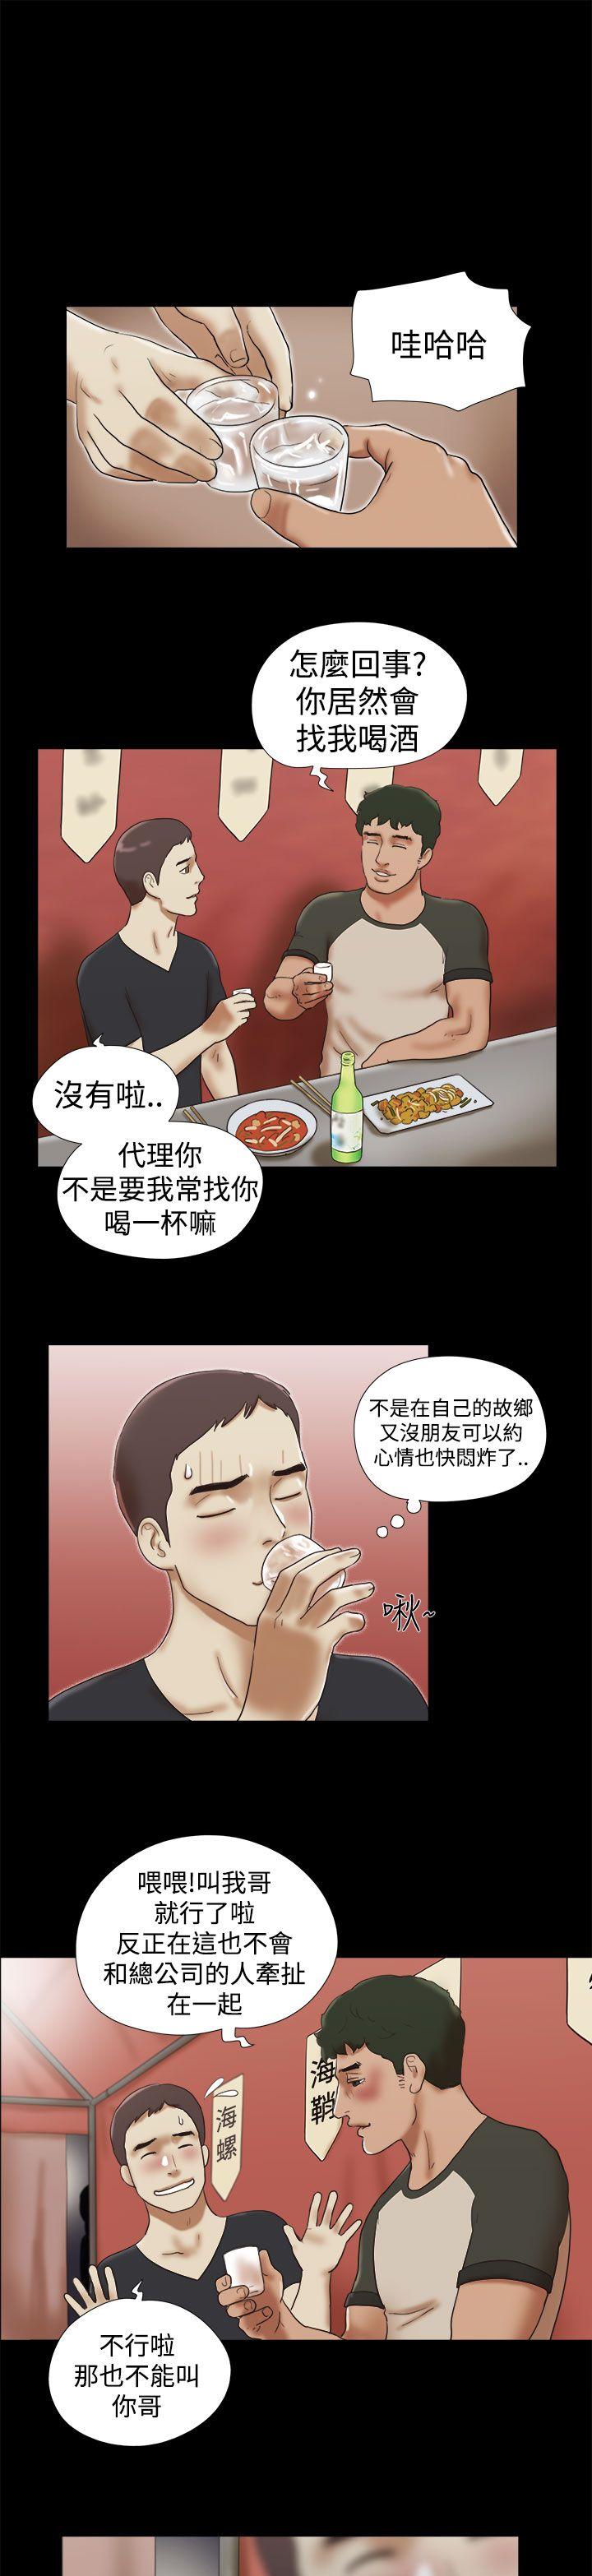 哇哈哈
怎麼回事?
你居然會
找我喝酒
沒有啦..
代理你
不是要我常找你
喝一杯嘛
不是在自己的故鄉
又沒朋友可以約
心情也快悶炸了..
啾~
喂喂!叫我哥
就行了啦
反正在這也不會
和總公司的人牽扯
在一起
海鞘
海螺
不行啦
那也不能叫
你哥